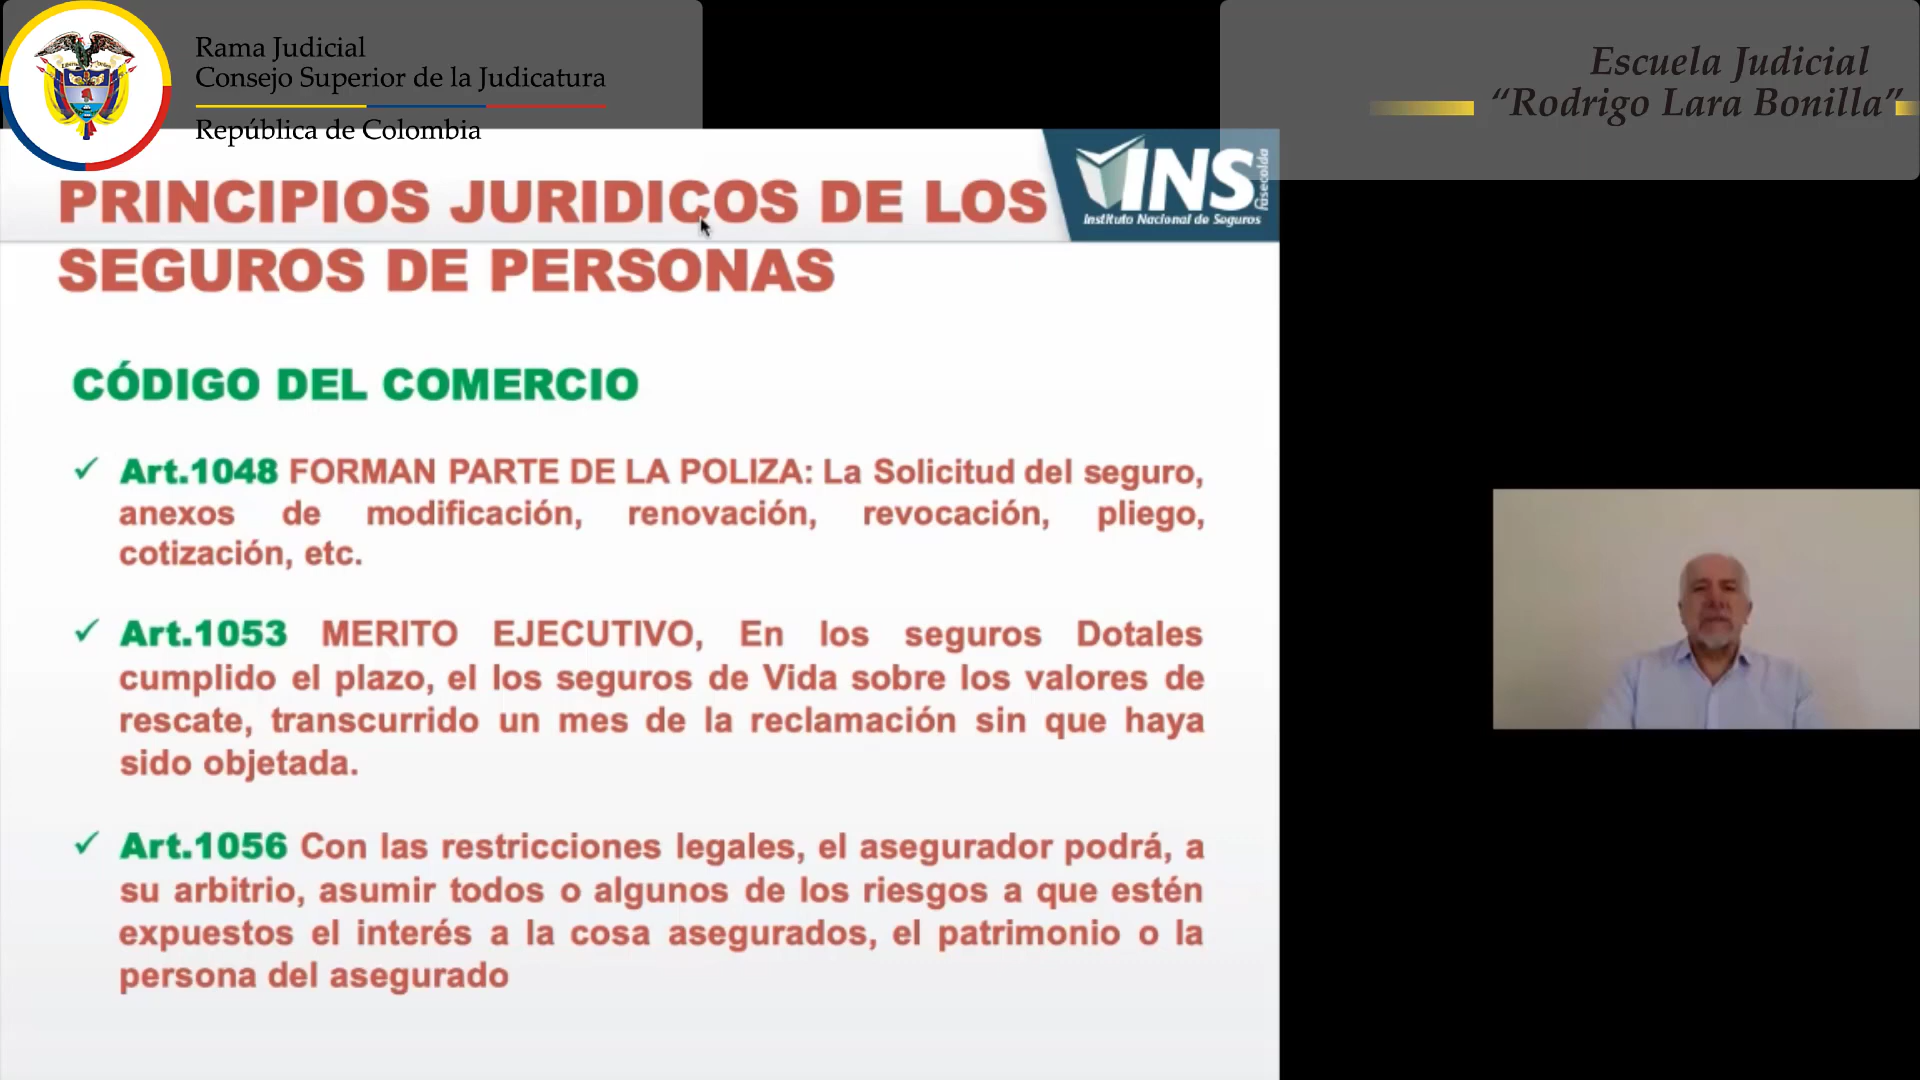 Rama Judicial
Consejo Superior de la Judicatura
República de Colombia
Escuela Judicial
“Rodrigo Lara Bonilla”
INS
fasecolda
Instituto Nacional de Seguros
PRINCIPIOS JURIDICOS DE LOS
SEGUROS DE PERSONAS
CÓDIGO DEL COMERCIO
✓ Art.1048 FORMAN PARTE DE LA POLIZA: La Solicitud del seguro,
anexos de modificación, renovación, revocación, pliego,
cotización, etc.
✓ Art.1053 MERITO EJECUTIVO, En los seguros Dotales
cumplido el plazo, el los seguros de Vida sobre los valores de
rescate, transcurrido un mes de la reclamación sin que haya
sido objetada.
✓ Art.1056 Con las restricciones legales, el asegurador podrá, a
su arbitrio, asumir todos o algunos de los riesgos a que estén
expuestos el interés a la cosa asegurados, el patrimonio o la
persona del asegurado